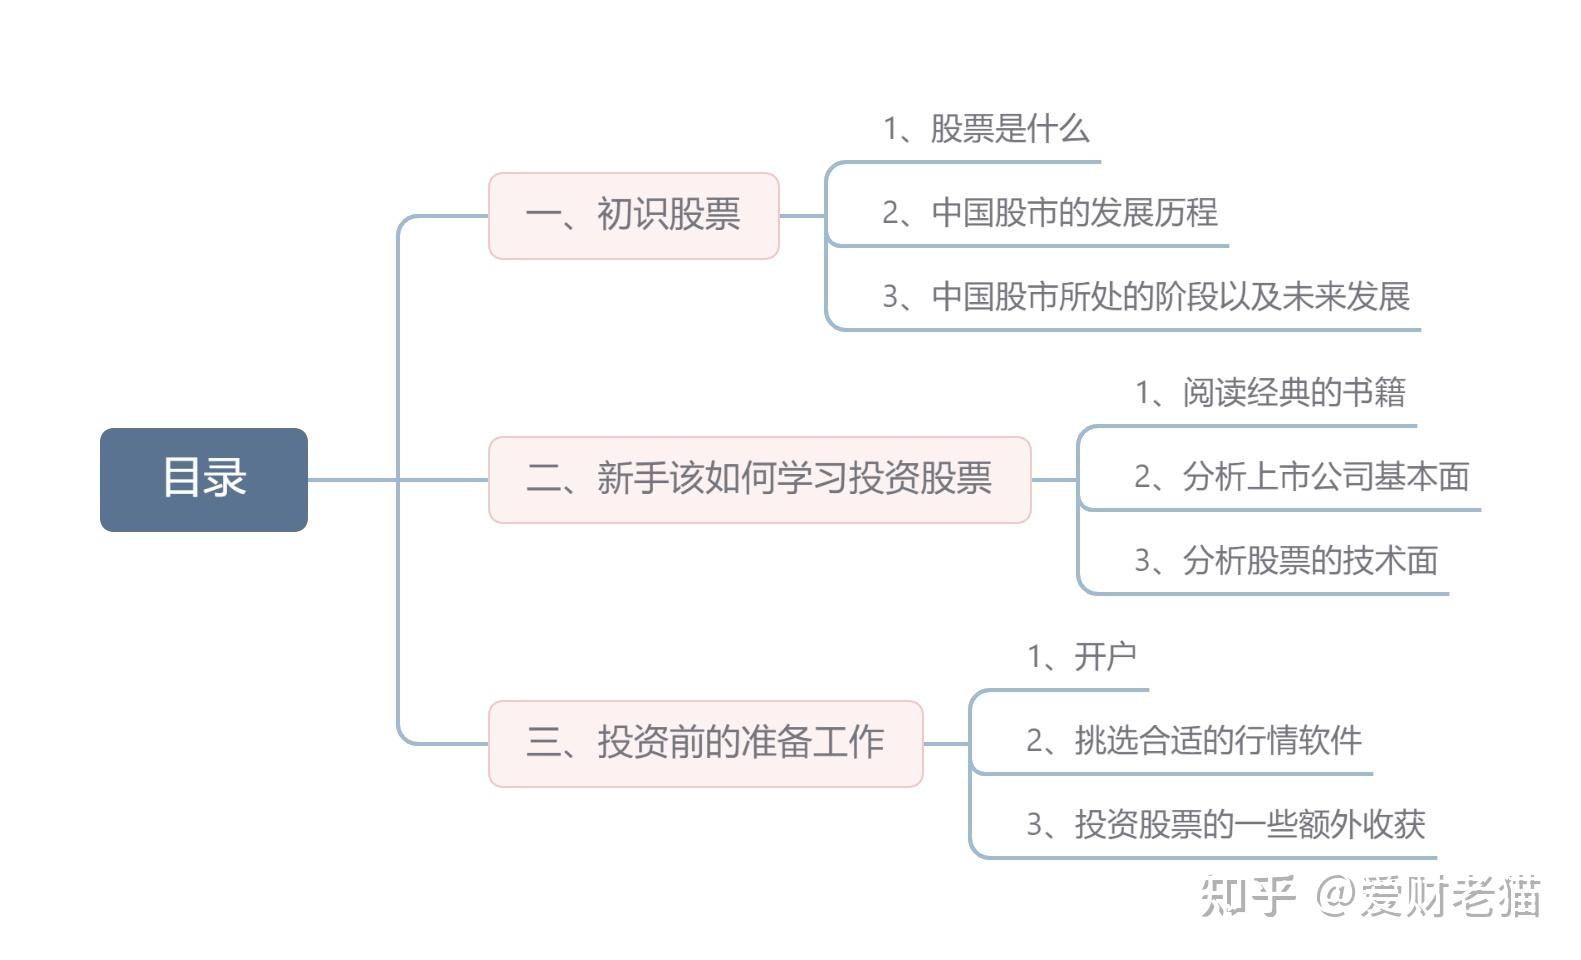 目录
一、初识股票
1、股票是什么
2、中国股市的发展历程
3、中国股市所处的阶段以及未来发展
二、新手该如何学习投资股票
1、阅读经典的书籍
2、分析上市公司基本面
3、分析股票的技术面
三、投资前的准备工作
1、开户
2、挑选合适的行情软件
3、投资股票的一些额外收获
知乎 @爱财老猫